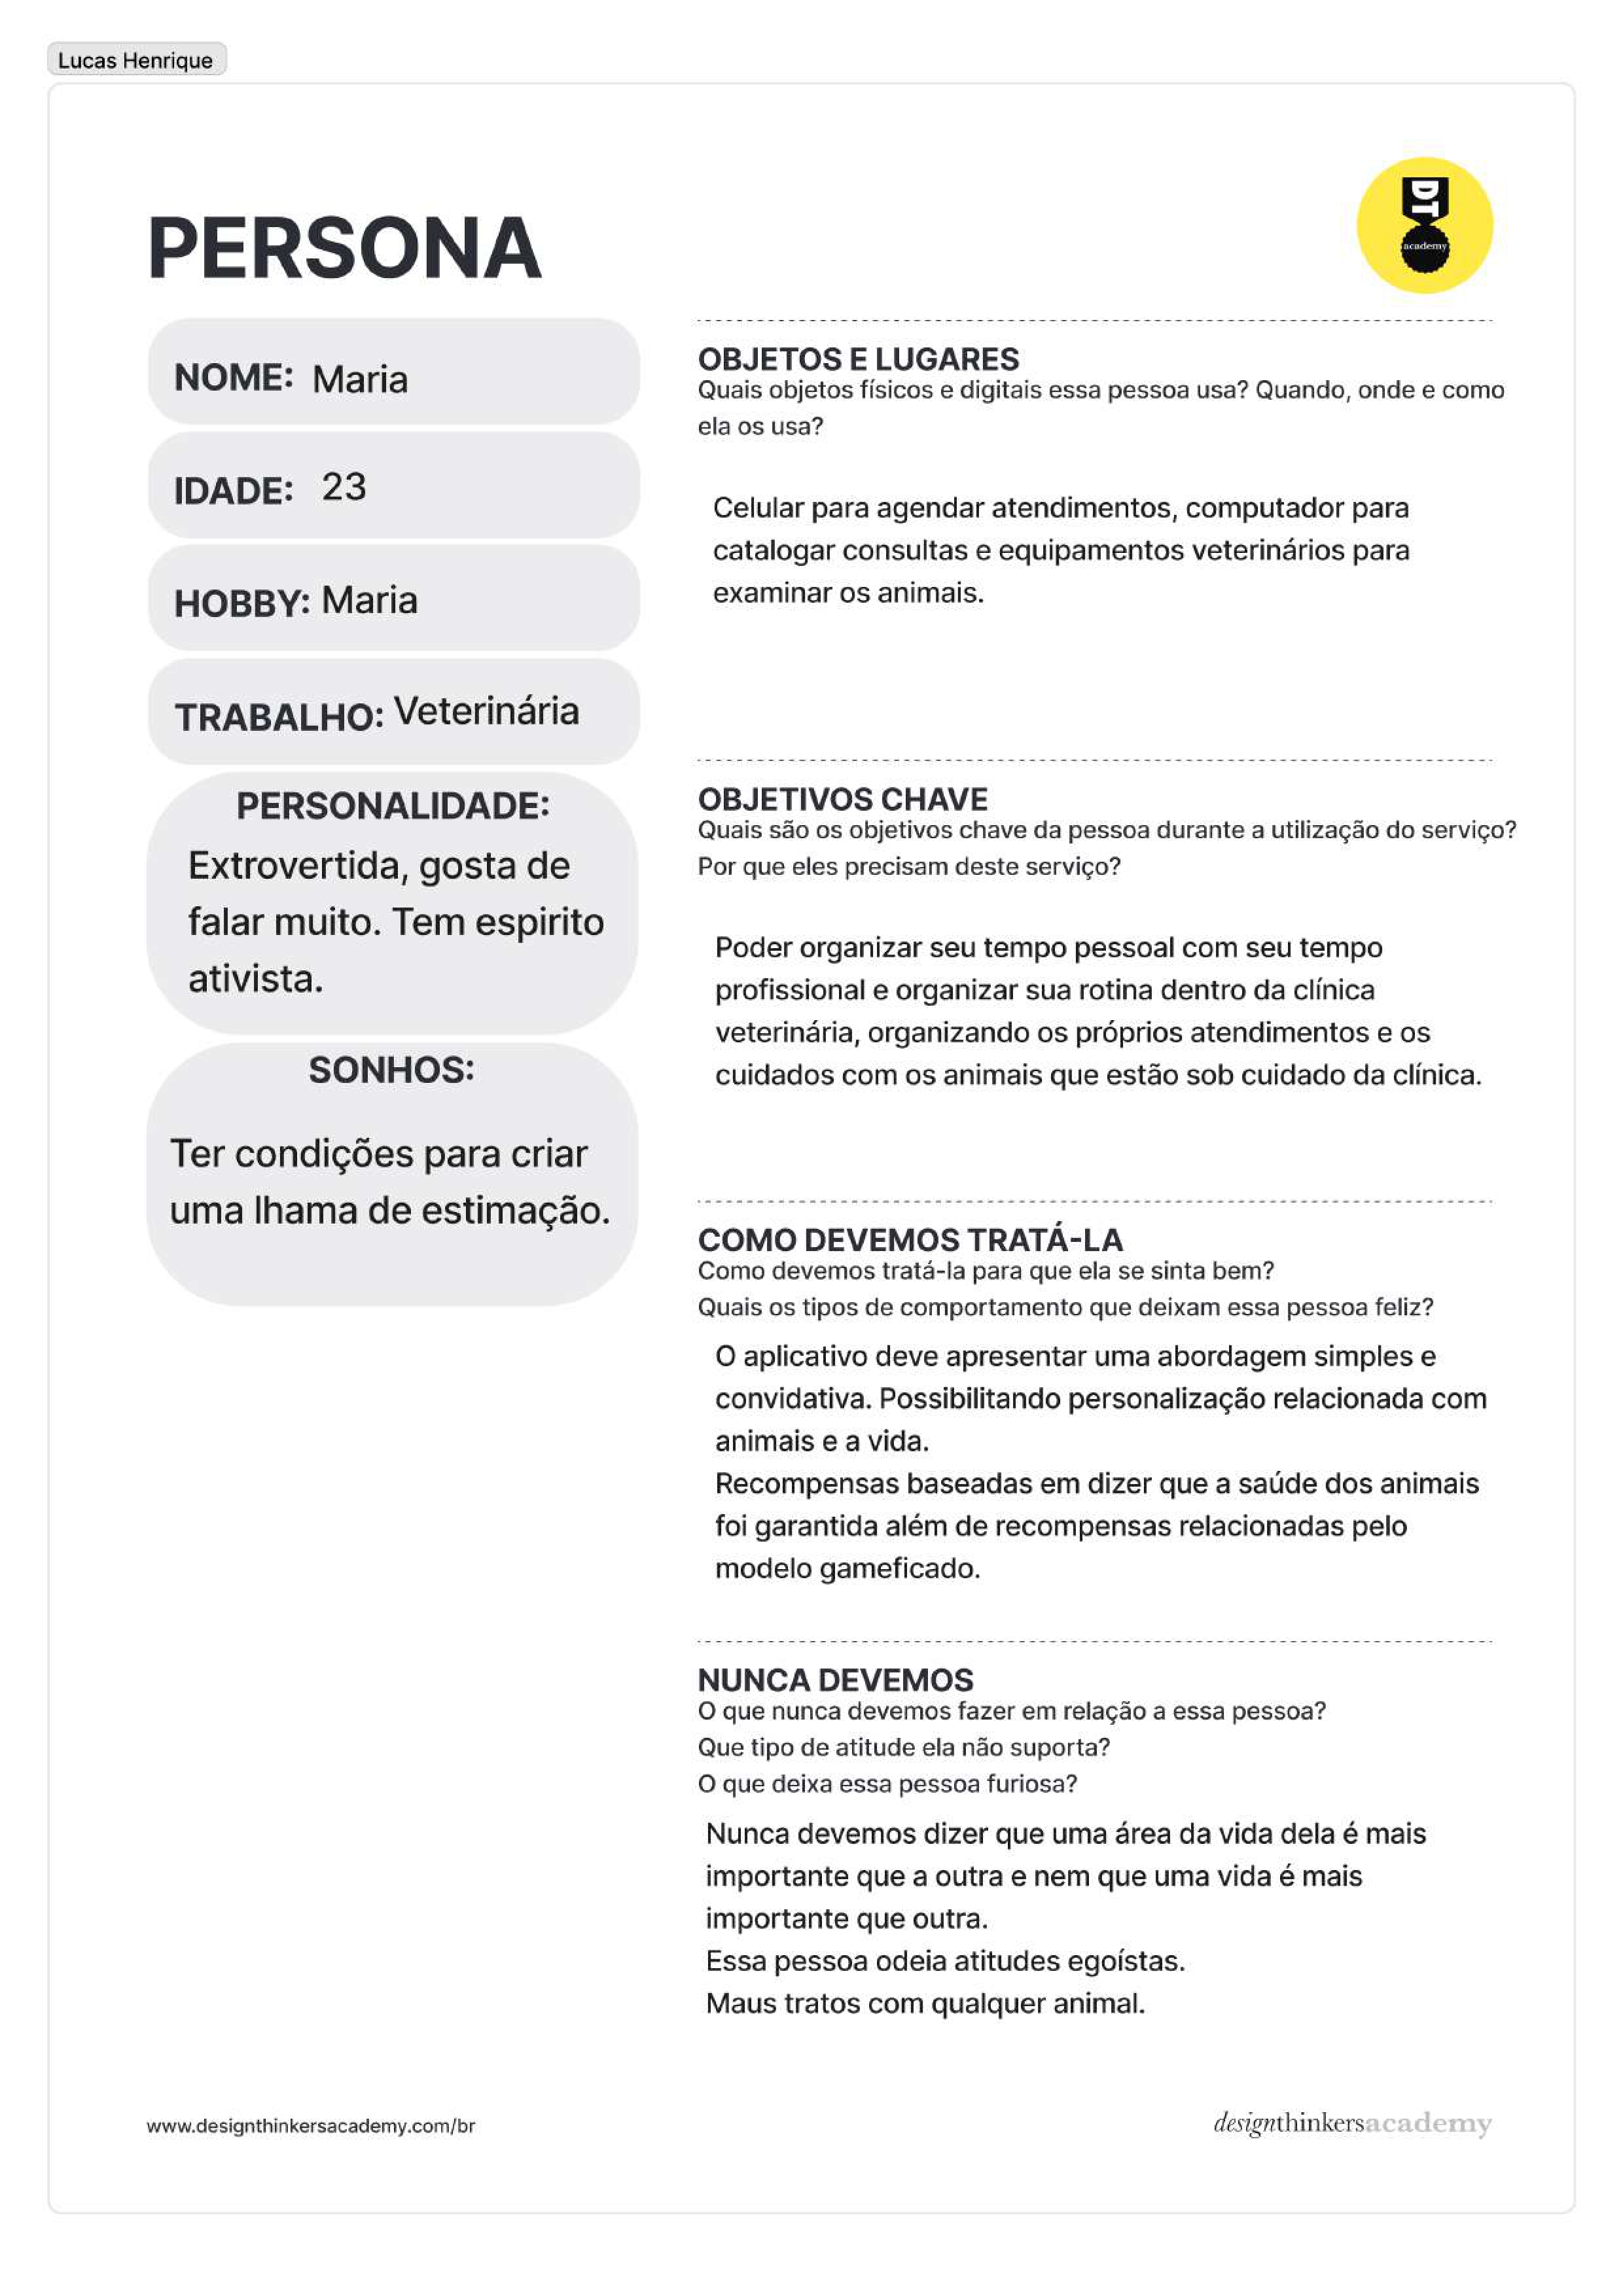 Lucas Henrique
PERSONA
DT
academy
NOME: Maria
IDADE: 23
HOBBY: Maria
TRABALHO: Veterinária
PERSONALIDADE:
Extrovertida, gosta de
falar muito. Tem espirito
ativista.
SONHOS:
Ter condições para criar
uma lhama de estimação.
OBJETOS E LUGARES
Quais objetos físicos e digitais essa pessoa usa? Quando, onde e como
ela os usa?
Celular para agendar atendimentos, computador para
catalogar consultas e equipamentos veterinários para
examinar os animais.
OBJETIVOS CHAVE
Quais são os objetivos chave da pessoa durante a utilização do serviço?
Por que eles precisam deste serviço?
Poder organizar seu tempo pessoal com seu tempo
profissional e organizar sua rotina dentro da clínica
veterinária, organizando os próprios atendimentos e os
cuidados com os animais que estão sob cuidado da clínica.
COMO DEVEMOS TRATÁ-LA
Como devemos tratá-la para que ela se sinta bem?
Quais os tipos de comportamento que deixam essa pessoa feliz?
O aplicativo deve apresentar uma abordagem simples e
convidativa. Possibilitando personalização relacionada com
animais e a vida.
Recompensas baseadas em dizer que a saúde dos animais
foi garantida além de recompensas relacionadas pelo
modelo gameficado.
NUNCA DEVEMOS
O que nunca devemos fazer em relação a essa pessoa?
Que tipo de atitude ela não suporta?
O que deixa essa pessoa furiosa?
Nunca devemos dizer que uma área da vida dela é mais
importante que a outra e nem que uma vida é mais
importante que outra.
Essa pessoa odeia atitudes egoístas.
Maus tratos com qualquer animal.
www.designthinkersacademy.com/br
designthinkersacademy